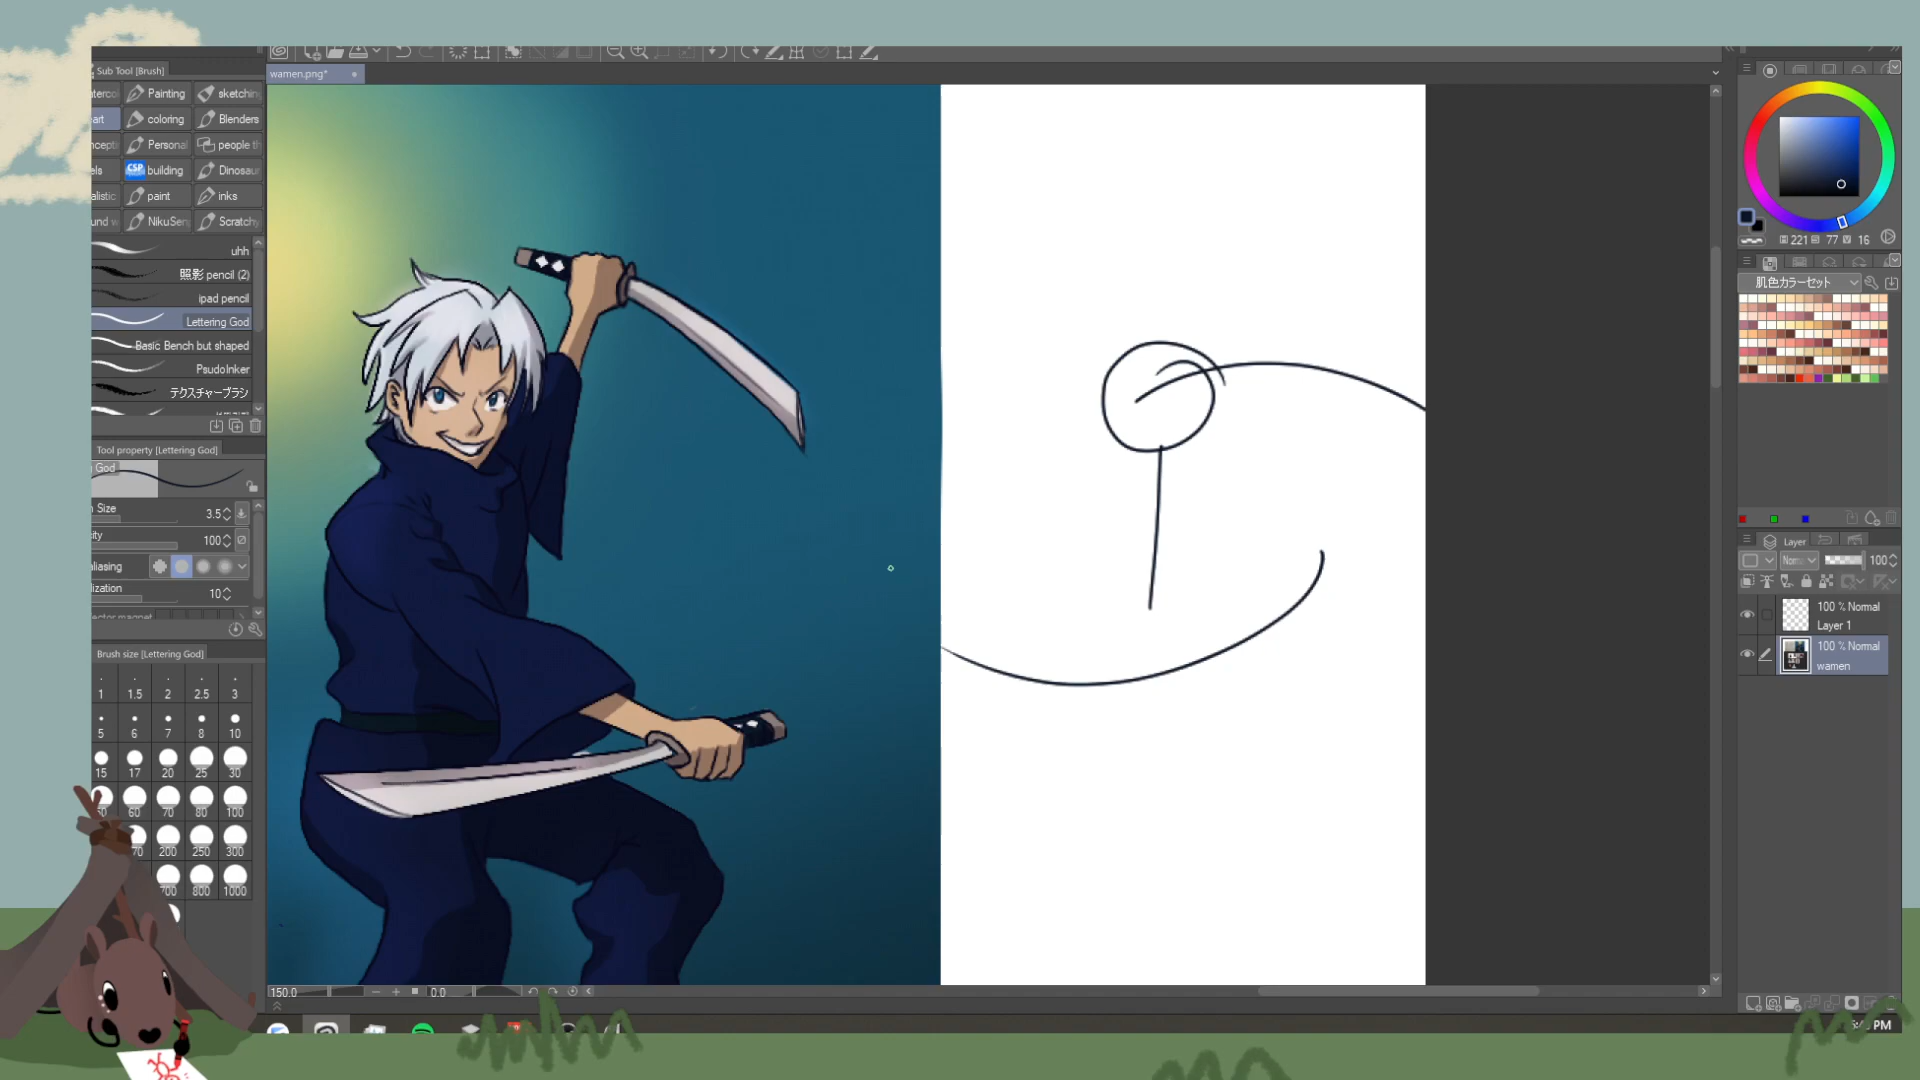 Sub Tool [Brush]
wamen.png*
Painting
sketching
coloring
Blenders
Personal
people th
CSP building
Dinosaur
paint
inks
NikuSen
Scratchy
uhh
照影 pencil (2)
ipad pencil
Lettering God
Basic Bench but shaped
PsudoInker
テクスチャーブラシ
Tool property [Lettering God]
God
Size 3.5
100
10
Brush size [Lettering God]
1 1.5 2 2.5 3
5 6 7 8 10
15 17 20 25 30
60 70 80 100
200 250 300
700 800 1000
150.0
0.0
221 77 16
肌色カラーセット
Layer
100
100 % Normal
Layer 1
100 % Normal
wamen
PM